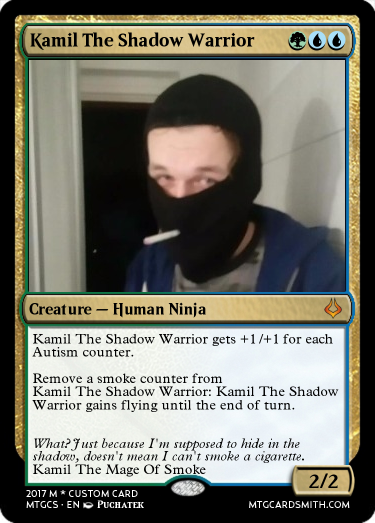 Kamil The Shadow Warrior
Creature — Human Ninja
Kamil The Shadow Warrior gets +1/+1 for each
Autism counter.
Remove a smoke counter from
Kamil The Shadow Warrior: Kamil The Shadow
Warrior gains flying until the end of turn.
What? Just because I'm supposed to hide in the
shadow, doesn't mean I can't smoke a cigarette.
Kamil The Mage Of Smoke
2/2
2017 M * CUSTOM CARD
MTGCS • EN PUCHATEK
MTGCARDSMITH.COM